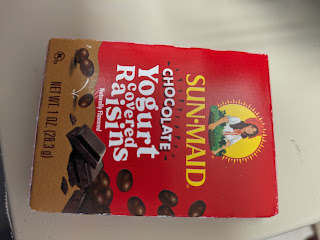 SUN-MAID
CHOCOLATE
Yogurt
covered
Raisins
Naturally Flavored
NET WT. 1 OZ (28.3 g)
K